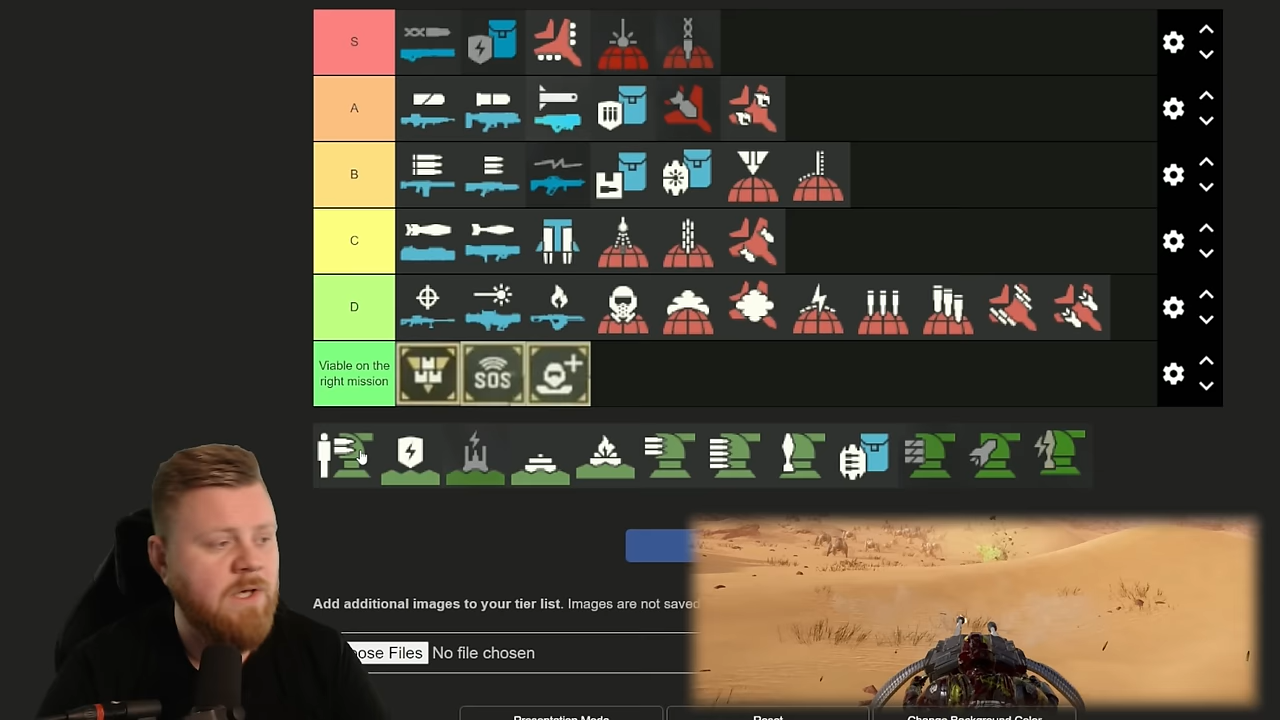 S
A
B
C
D
Viable on the
right mission
SOS
Add additional images to your tier list. Images are not saved
ose Files No file chosen
Presentation Mode
Reset
Change Background Color